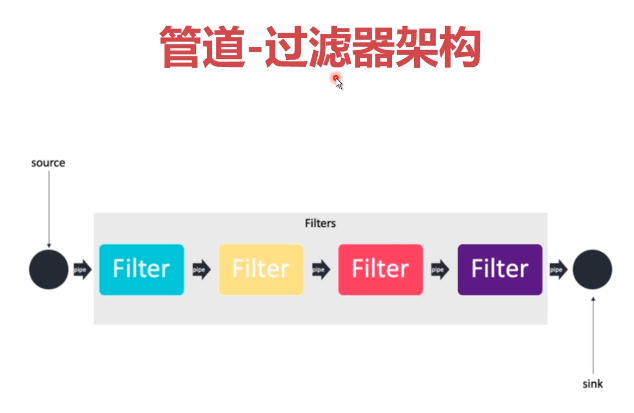 管道-过滤器架构
source
Filters
pipe Filter pipe Filter pipe Filter pipe Filter pipe
sink